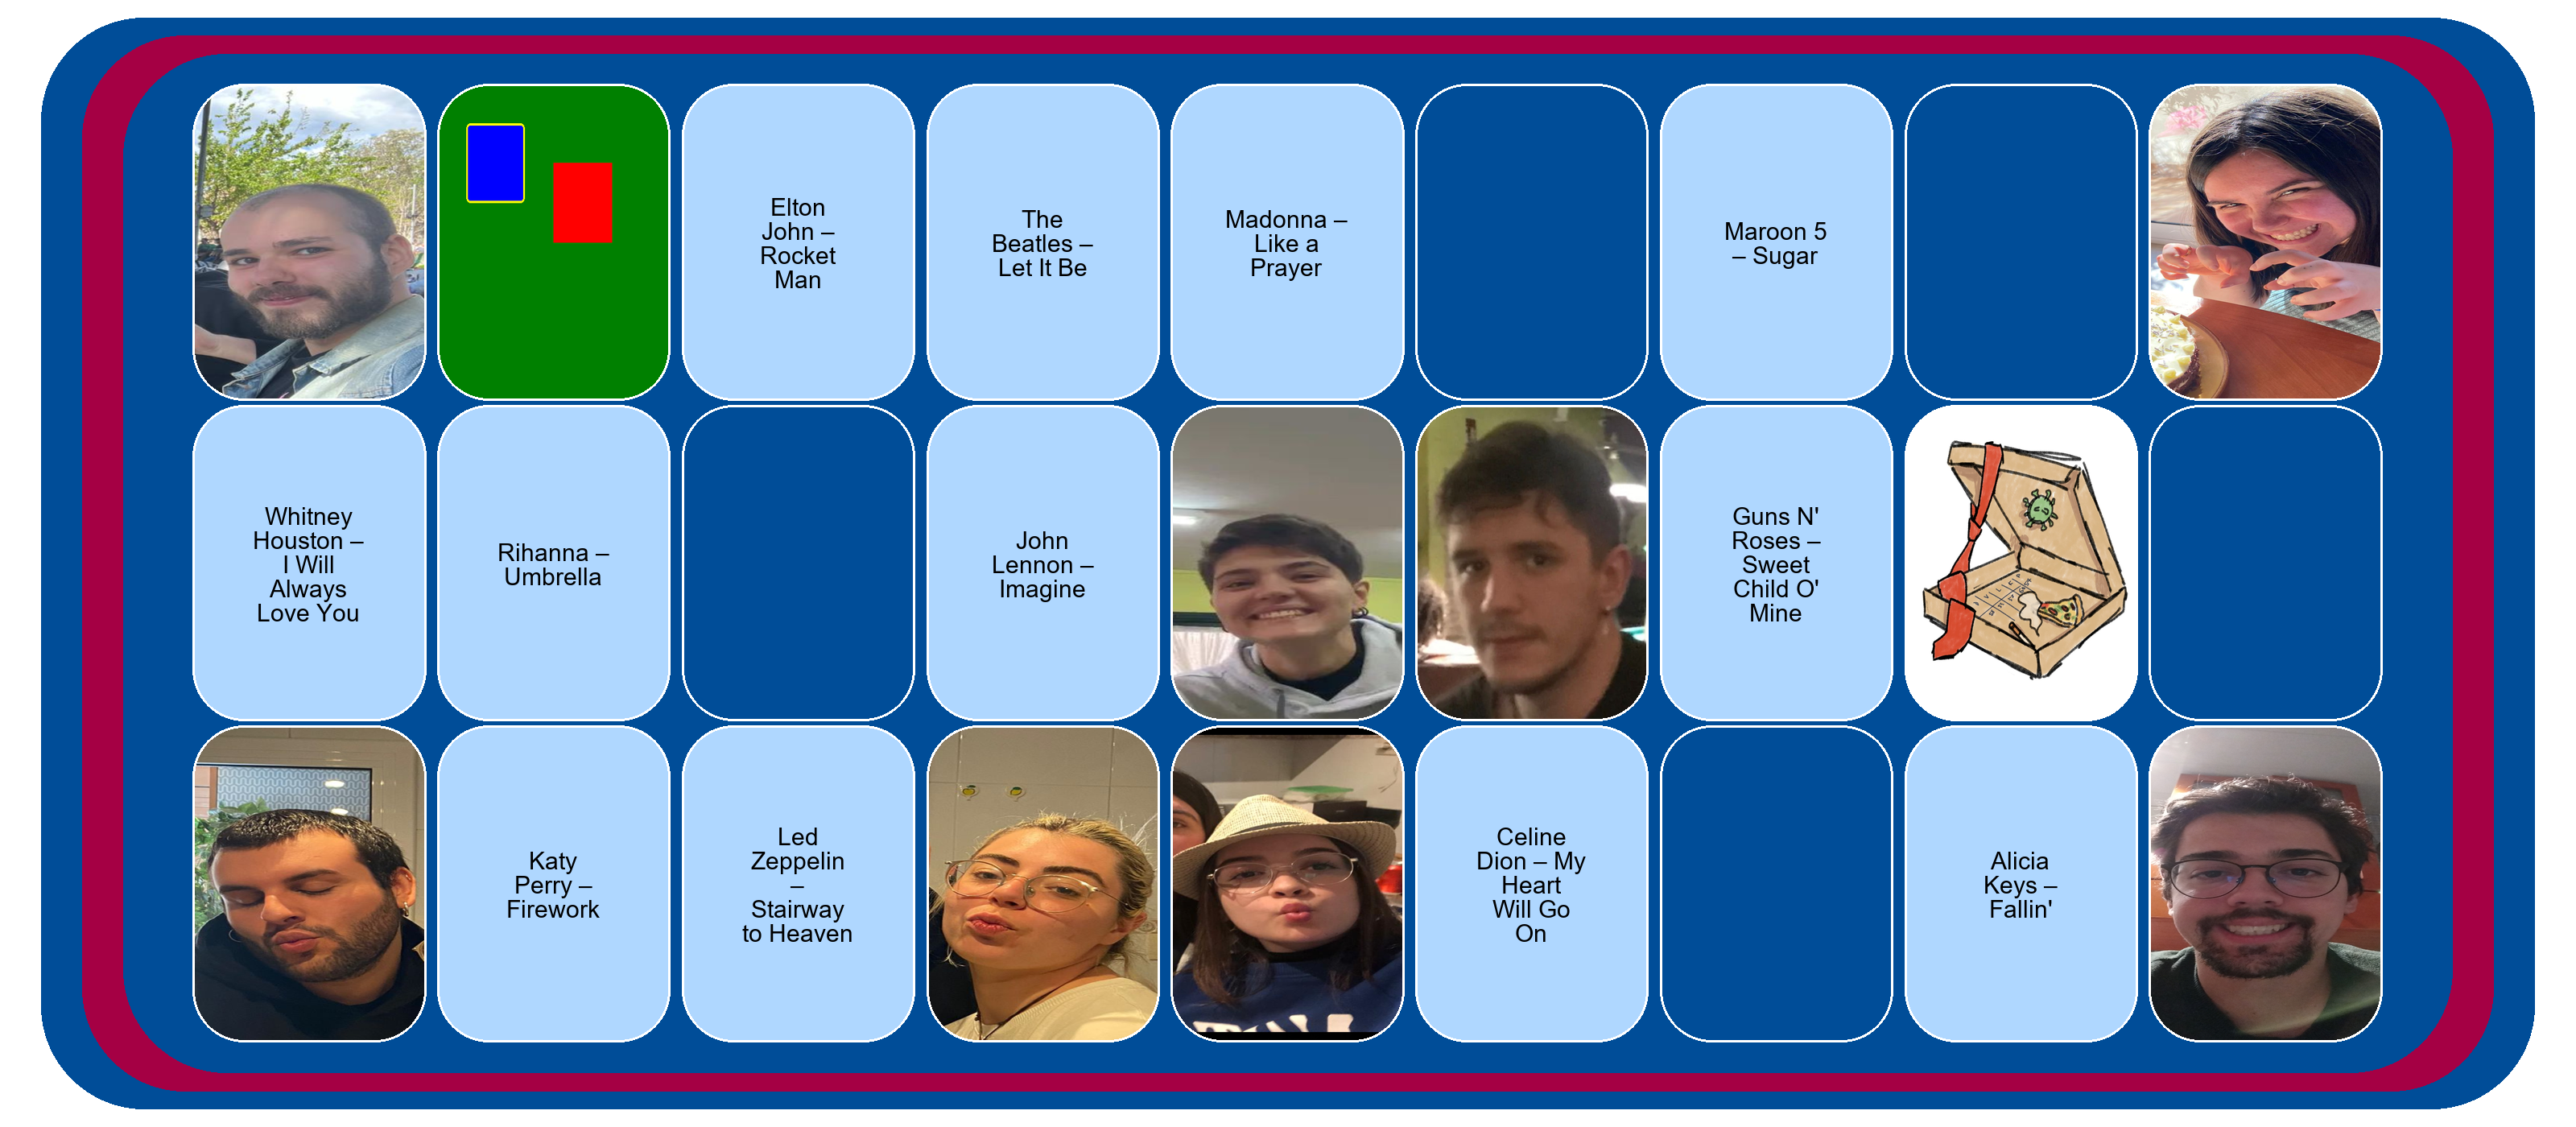 Elton
John –
Rocket
Man
The
Beatles –
Let It Be
Madonna –
Like a
Prayer
Maroon 5
– Sugar
Whitney
Houston –
I Will
Always
Love You
Rihanna –
Umbrella
John
Lennon –
Imagine
Guns N'
Roses –
Sweet
Child O'
Mine
Katy
Perry –
Firework
Led
Zeppelin
–
Stairway
to Heaven
Celine
Dion – My
Heart
Will Go
On
Alicia
Keys –
Fallin'